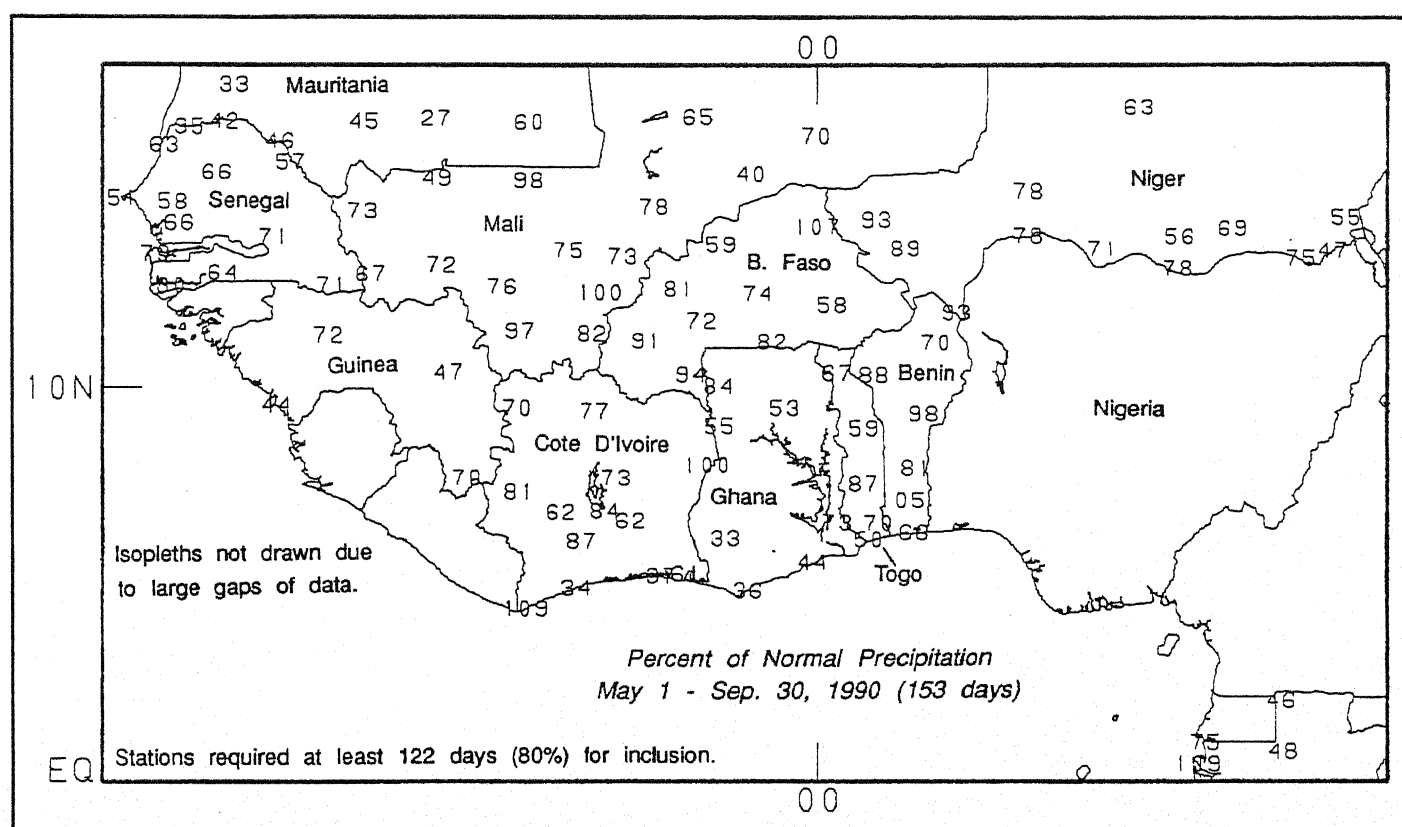 00
33 Mauritania 63
35 42 45 27 60 65
63 46 70
57
66 49 98 40 Niger
58 Senegal 73 78 78
66 Mali 107 93 55
71 59 78 56 69
75 73 89 71 47
64 67 72 B. Faso 78 75
71 76 100 81 74 58
72 97 82 72 93
Guinea 91 82 70
47 94 67 88 Benin
10N 84
44 70 77 53 98 Nigeria
Cote D'Ivoire 55 59
100 81
81 73 Ghana 87
62 84 62
87 33 70 68
Isopleths not drawn due 50
to large gaps of data. 34 64 44 Togo
109 36
Percent of Normal Precipitation
May 1 - Sep. 30, 1990 (153 days)
46
Stations required at least 122 days (80%) for inclusion. 48
EQ
00